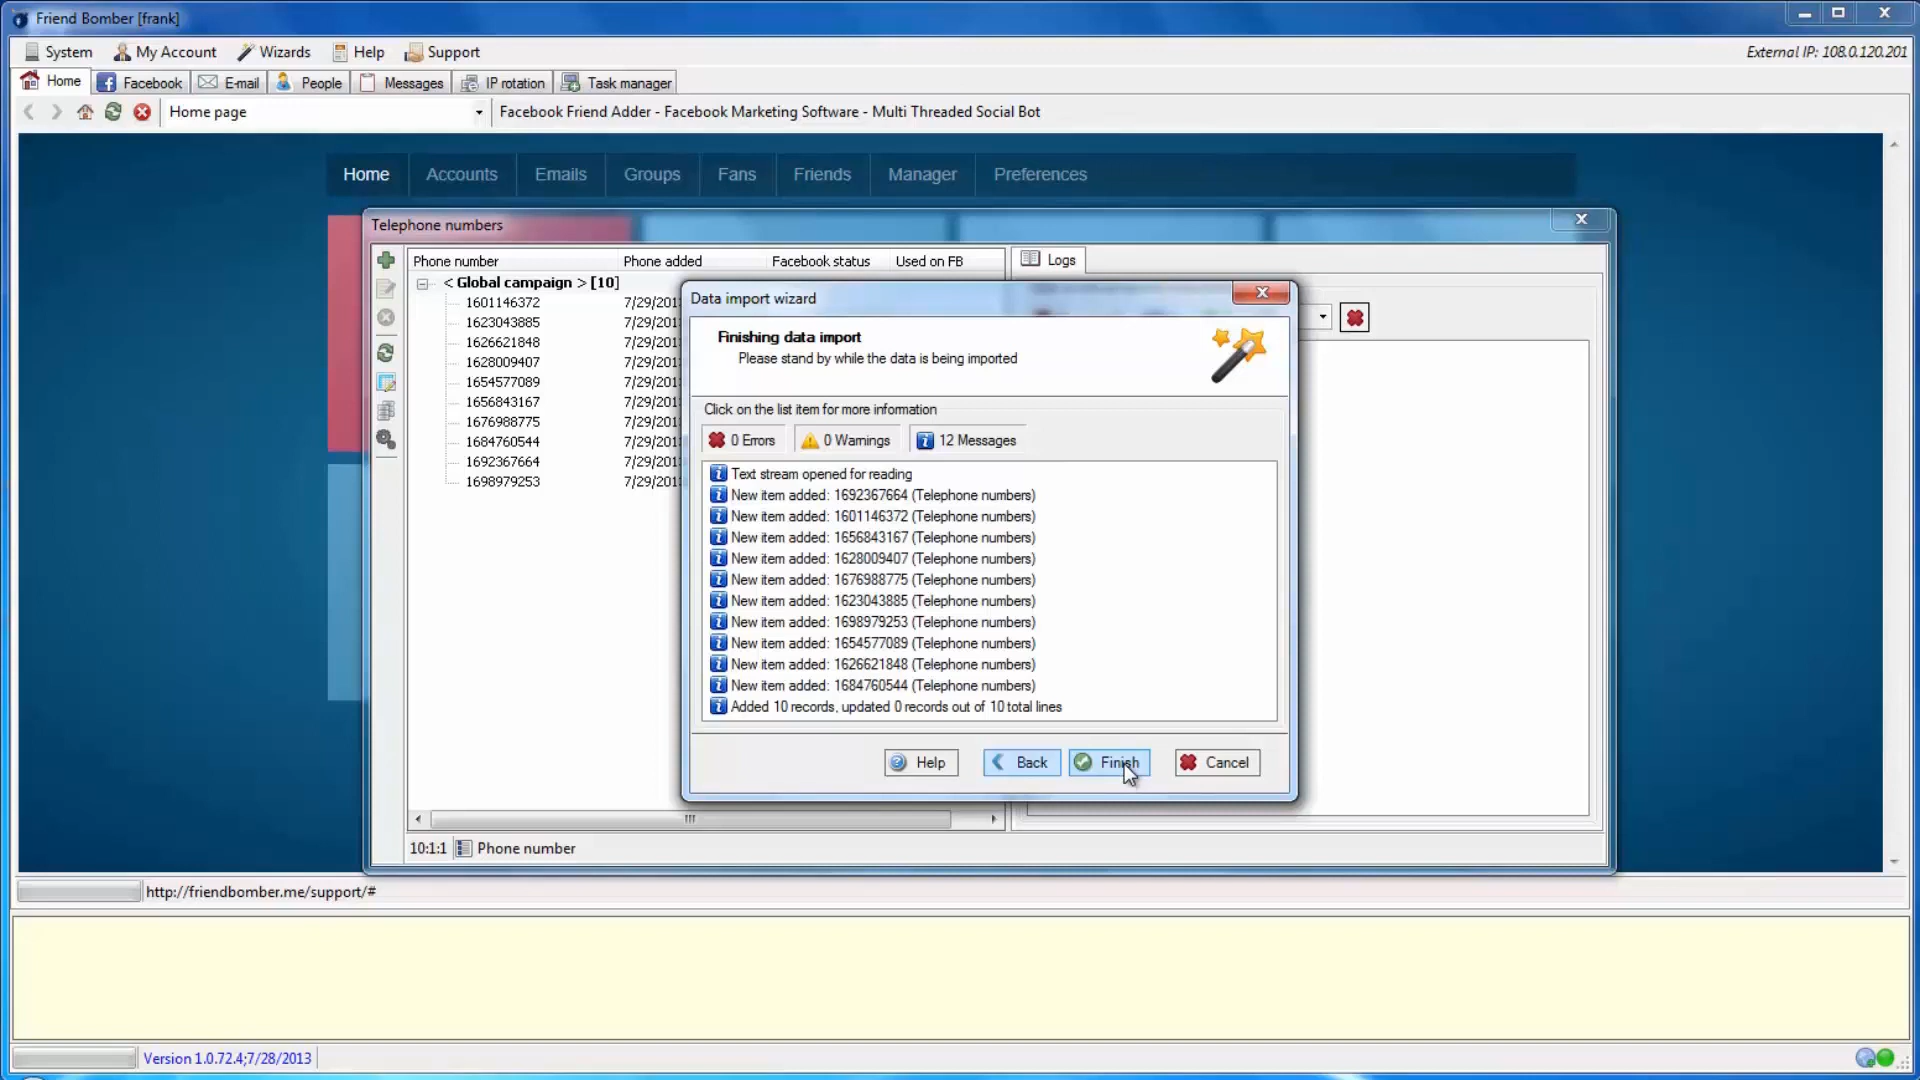 Friend Bomber [frank]
System My Account Wizards Help Support External IP: 108.0.120.201
Home Facebook E-mail People Messages IP rotation Task manager
Home page Facebook Friend Adder - Facebook Marketing Software - Multi Threaded Social Bot
Home Accounts Emails Groups Fans Friends Manager Preferences
Telephone numbers
Phone number Phone added Facebook status Used on FB Logs
< Global campaign > [10]
1601146372 7/29/201
1623043885 7/29/201
1626621848 7/29/201
1628009407 7/29/201
1654577089 7/29/201
1656843167 7/29/201
1676988775 7/29/201
1684760544 7/29/201
1692367664 7/29/201
1698979253 7/29/201
Data import wizard
Finishing data import
Please stand by while the data is being imported
Click on the list item for more information
0 Errors 0 Warnings 12 Messages
Text stream opened for reading
New item added: 1692367664 (Telephone numbers)
New item added: 1601146372 (Telephone numbers)
New item added: 1656843167 (Telephone numbers)
New item added: 1628009407 (Telephone numbers)
New item added: 1676988775 (Telephone numbers)
New item added: 1623043885 (Telephone numbers)
New item added: 1698979253 (Telephone numbers)
New item added: 1654577089 (Telephone numbers)
New item added: 1626621848 (Telephone numbers)
New item added: 1684760544 (Telephone numbers)
Added 10 records, updated 0 records out of 10 total lines
Help Back Finish Cancel
10:1:1 Phone number
http://friendbomber.me/support/#
Version 1.0.72.4;7/28/2013